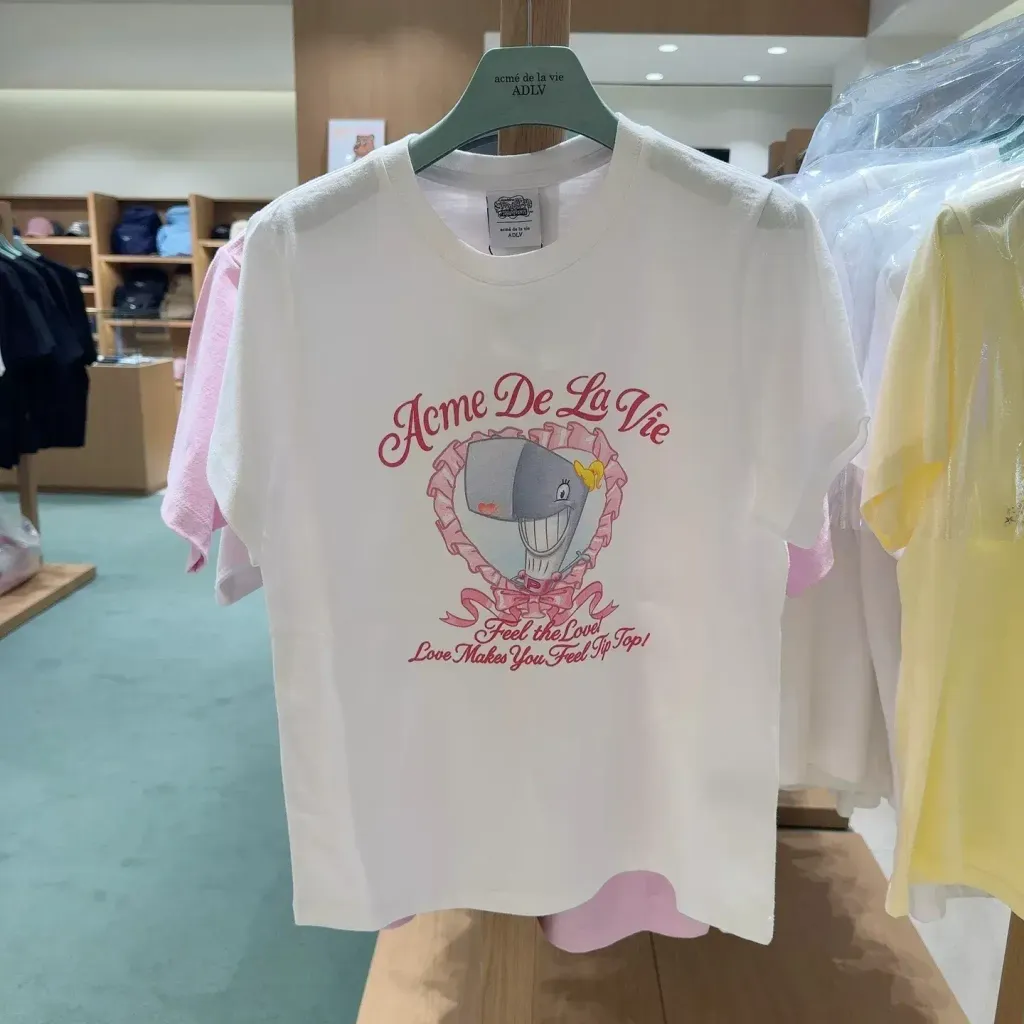 acmé de la vie
ADLV
acmé de la vie
ADLV
Acme De La Vie
Feel the Love!
Love Makes You Feel Tip Top!